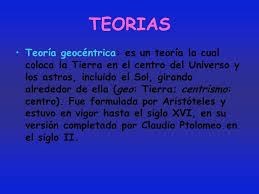 TEORIAS
• Teoría geocéntrica: es un teoría la cual
coloca la Tierra en el centro del Universo y
los astros, incluido el Sol, girando
alrededor de ella (geo: Tierra; centrismo:
centro). Fue formulada por Aristóteles y
estuvo en vigor hasta el siglo XVI, en su
versión completada por Claudio Ptolomeo en
el siglo II.